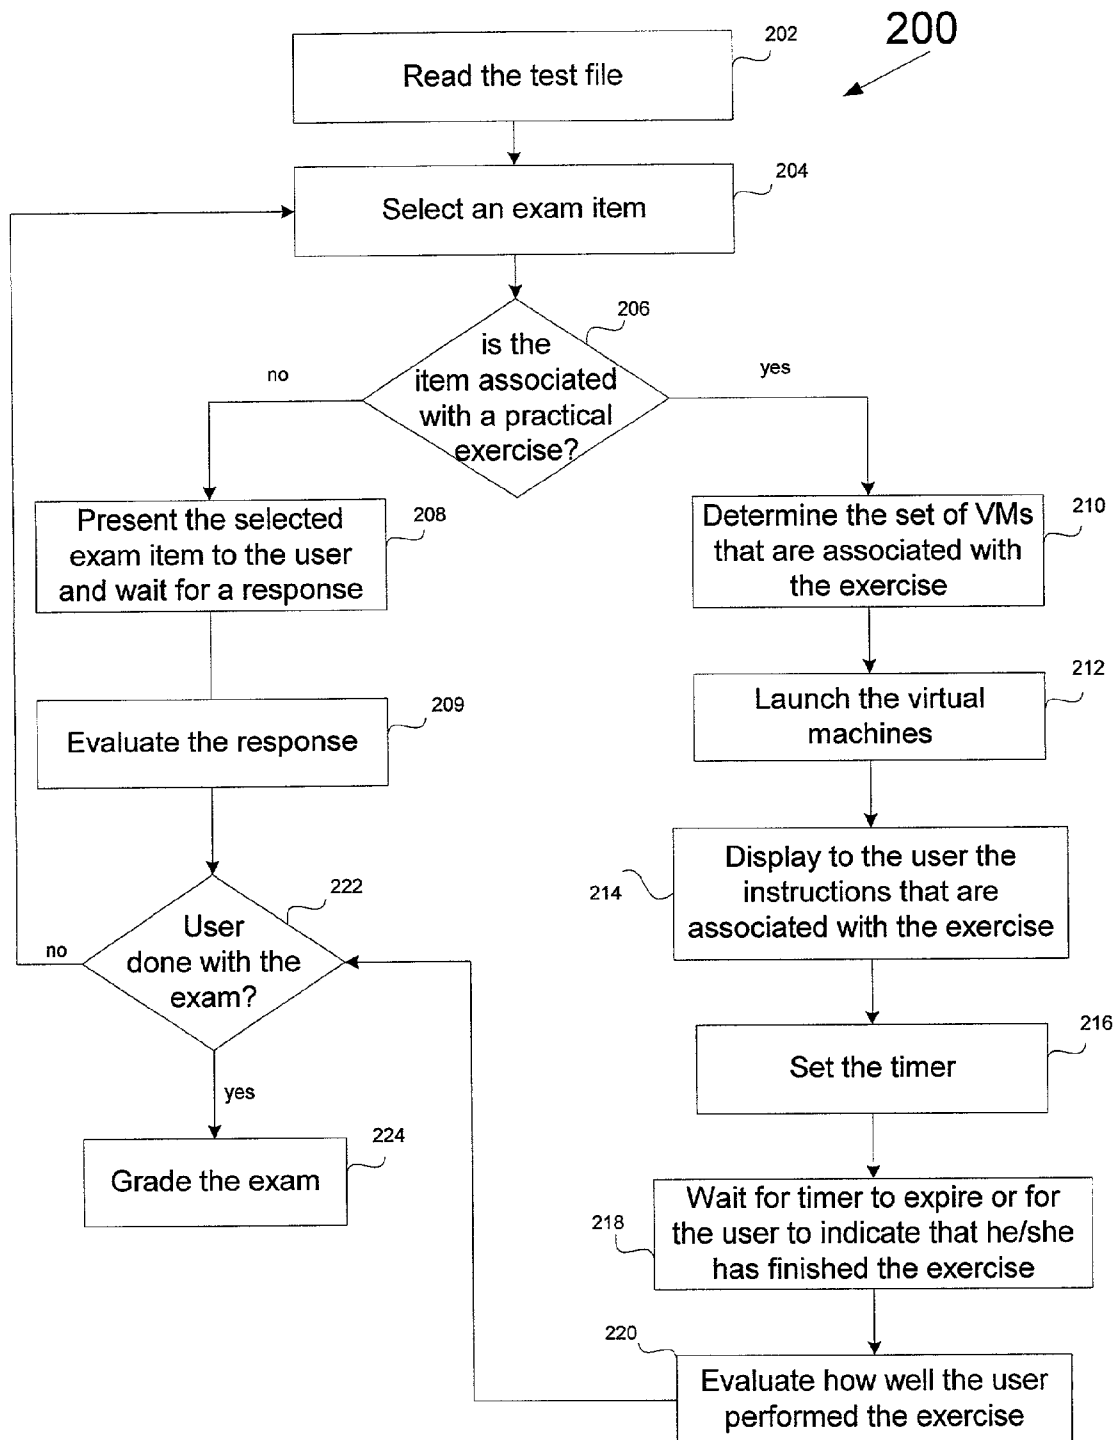 200
202
Read the test file
204
Select an exam item
206
is the
item associated
with a practical
exercise?
no
yes
Present the selected
exam item to the user
and wait for a response
208
Determine the set of VMs
that are associated with
the exercise
210
Evaluate the response
209
Launch the virtual
machines
212
Display to the user the
instructions that are
associated with the exercise
214
User
done with the
exam?
222
no
yes
Set the timer
216
Grade the exam
224
Wait for timer to expire or for
the user to indicate that he/she
has finished the exercise
218
220
Evaluate how well the user
performed the exercise